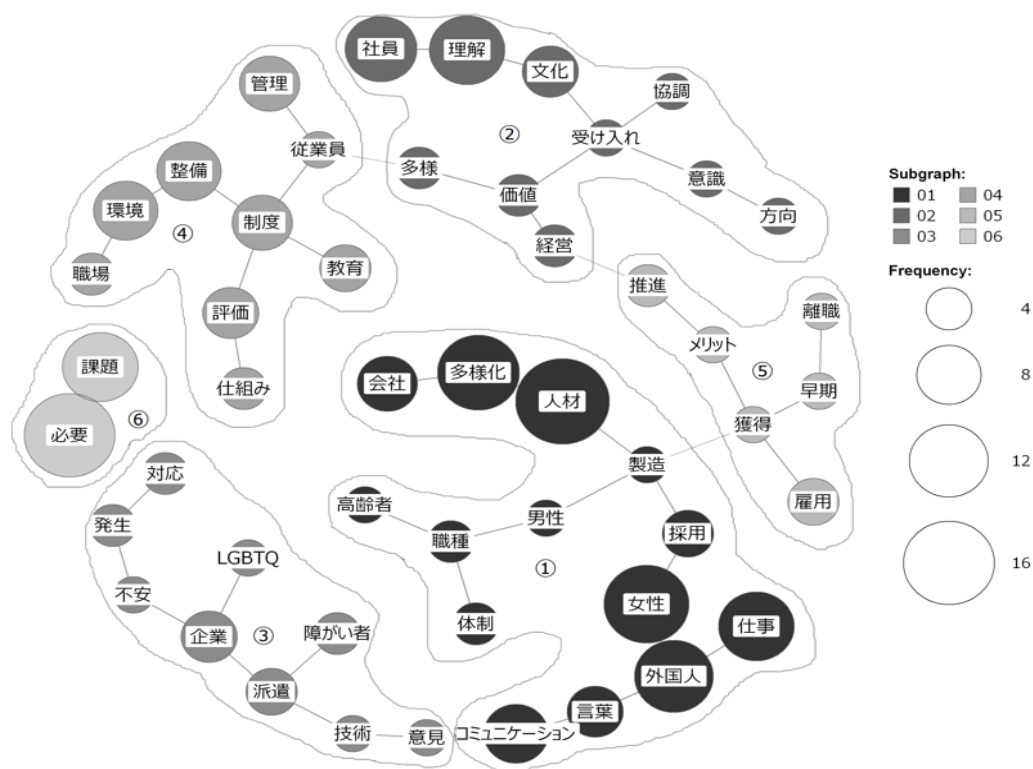 社員
理解
文化
協調
受け入れ
②
多様
価値
意識
方向
経営
管理
従業員
整備
環境
制度
④
職場
教育
評価
仕組み
課題
必要
⑥
推進
離職
メリット
⑤
早期
獲得
雇用
会社
多様化
人材
製造
高齢者
男性
職種
採用
①
体制
女性
仕事
外国人
言葉
コミュニケーション
対応
発生
LGBTQ
不安
企業
③
障がい者
派遣
技術
意見
Subgraph:
01 04
02 05
03 06
Frequency:
4
8
12
16